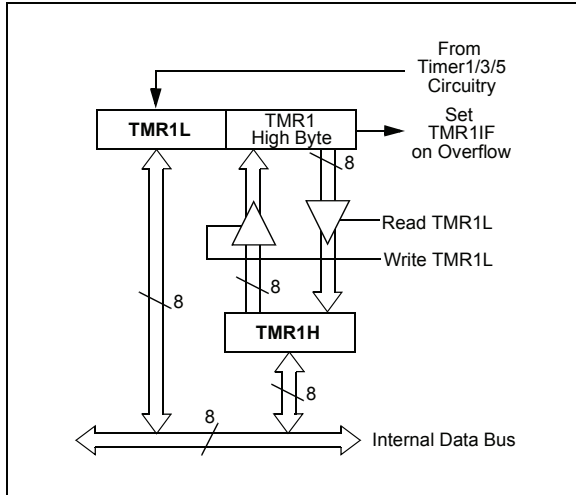 From
Timer1/3/5
Circuitry
TMR1L
TMR1
High Byte
Set
TMR1IF
on Overflow
8
Read TMR1L
Write TMR1L
8
8
TMR1H
8
8
Internal Data Bus